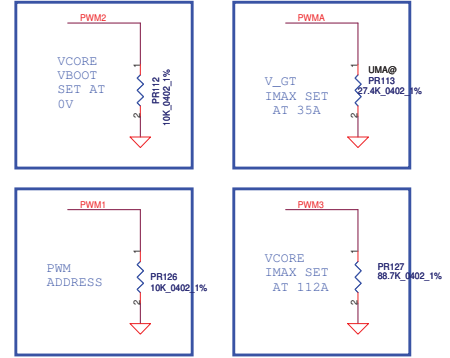 PWM2
VCORE
VBOOT
SET AT
0V
1
PR112
10K_0402_1%
2
PWMA
V_GT
IMAX SET
AT 35A
1
UMA@
PR113
27.4K_0402_1%
2
PWM1
PWM
ADDRESS
1
PR126
10K_0402_1%
2
PWM3
VCORE
IMAX SET
AT 112A
1
PR127
88.7K_0402_1%
2